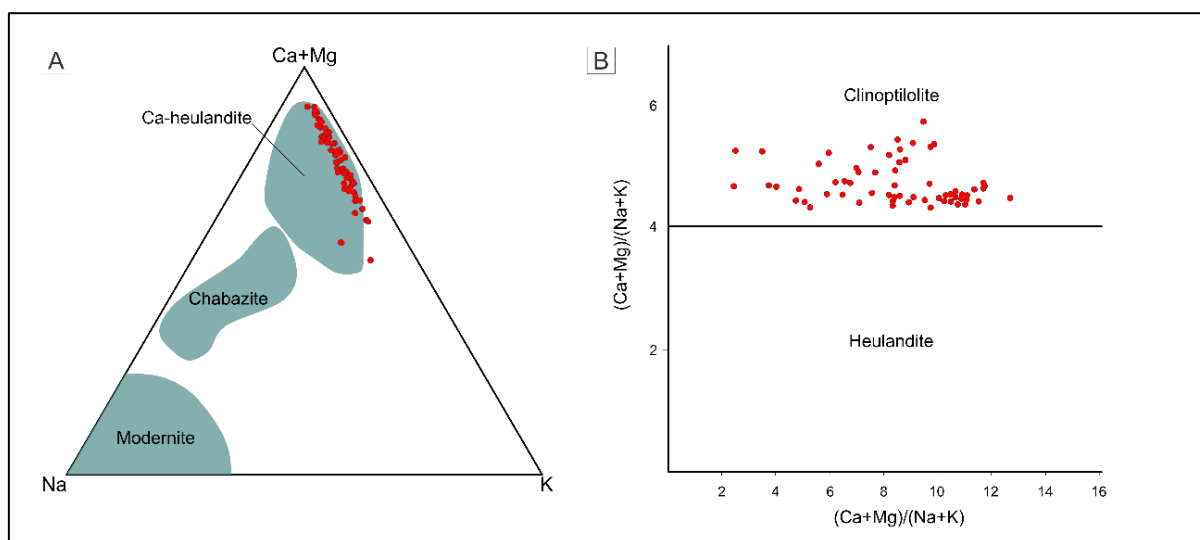 A
Ca+Mg
Ca-heulandite
Chabazite
Modernite
Na
K
B
(Ca+Mg)/(Na+K)
6
4
2
Clinoptilolite
Heulandite
2
4
6
8
10
12
14
16
(Ca+Mg)/(Na+K)